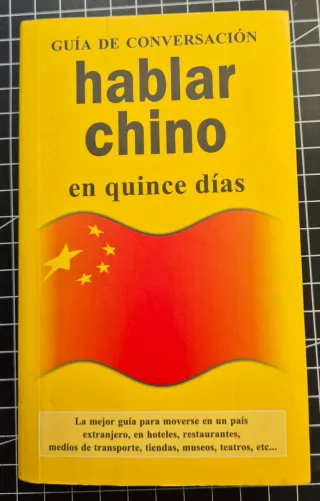 GUÍA DE CONVERSACIÓN
hablar
chino
en quince días
La mejor guía para moverse en un país
extranjero, en hoteles, restaurantes,
medios de transporte, tiendas, museos, teatros, etc...